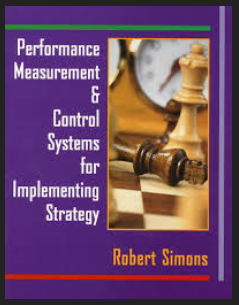 Performance
Measurement
&
Control
Systems
for
Implementing
Strategy
Robert Simons